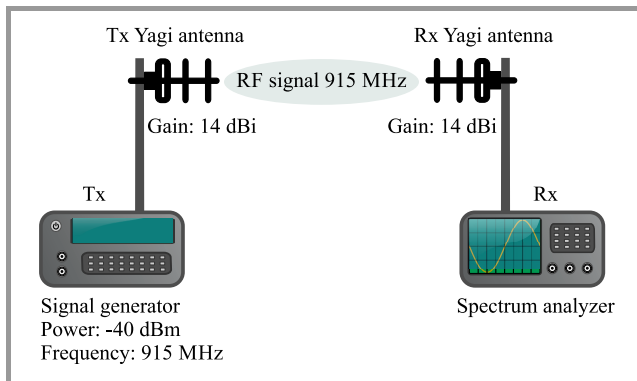 Tx Yagi antenna
Rx Yagi antenna
RF signal 915 MHz
Gain: 14 dBi
Gain: 14 dBi
Tx
Rx
Signal generator
Power: -40 dBm
Frequency: 915 MHz
Spectrum analyzer